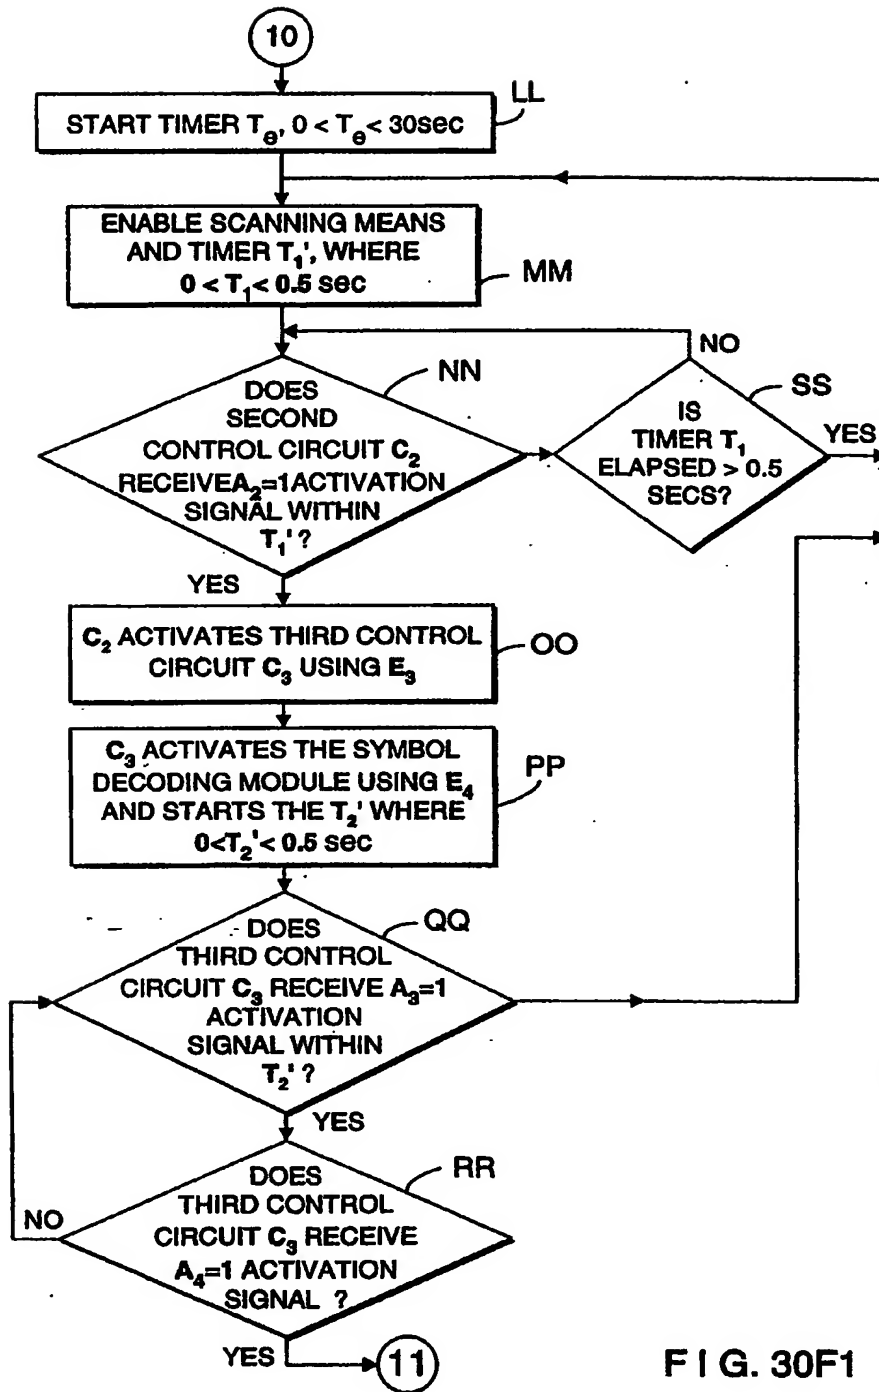 10
START TIMER Tₑ, 0 < Tₑ < 30sec
LL
ENABLE SCANNING MEANS
AND TIMER T₁', WHERE
0 < T₁ < 0.5 sec
MM
NO
DOES
SECOND
CONTROL CIRCUIT C₂
RECEIVEA₂=1ACTIVATION
SIGNAL WITHIN
T₁' ?
NN
IS
TIMER T₁
ELAPSED > 0.5
SECS?
SS
YES
YES
C₂ ACTIVATES THIRD CONTROL
CIRCUIT C₃ USING E₃
OO
C₃ ACTIVATES THE SYMBOL
DECODING MODULE USING E₄
AND STARTS THE T₂' WHERE
0<T₂'< 0.5 sec
PP
DOES
THIRD CONTROL
CIRCUIT C₃ RECEIVE A₃=1
ACTIVATION
SIGNAL WITHIN
T₂' ?
QQ
YES
DOES
THIRD CONTROL
CIRCUIT C₃ RECEIVE
A₄=1 ACTIVATION
SIGNAL ?
RR
NO
YES
11
FIG. 30F1